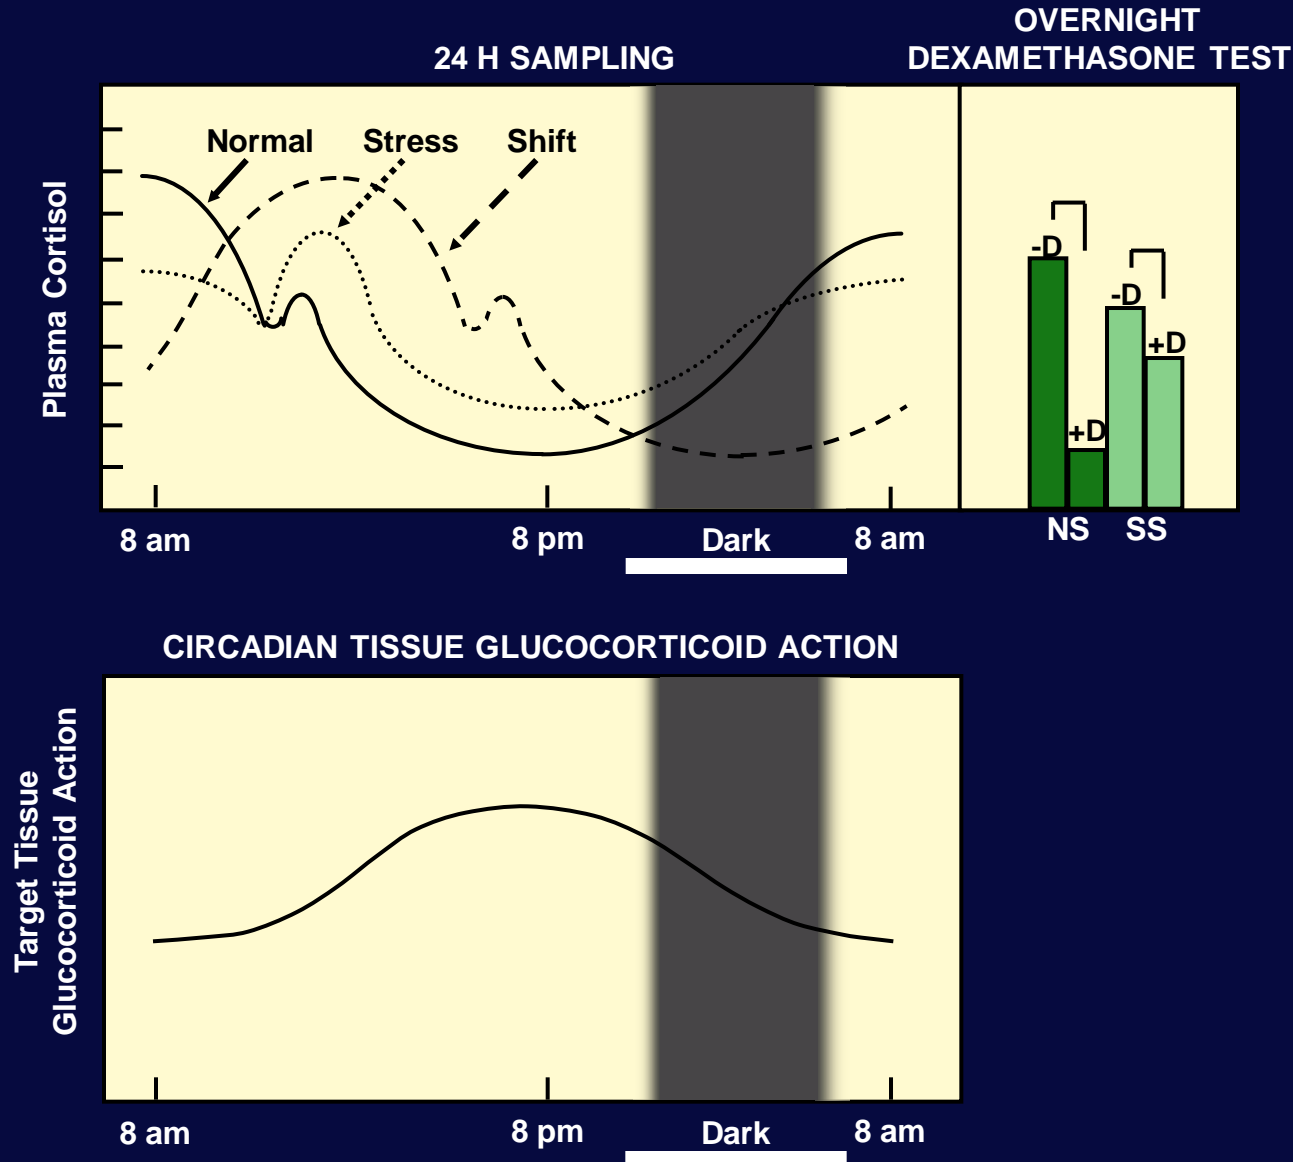 24 H SAMPLING
OVERNIGHT
DEXAMETHASONE TEST
Plasma Cortisol
Normal
Stress
Shift
-D
+D
-D
+D
NS
SS
8 am
8 pm
Dark
8 am
CIRCADIAN TISSUE GLUCOCORTICOID ACTION
Target Tissue
Glucocorticoid Action
8 am
8 pm
Dark
8 am